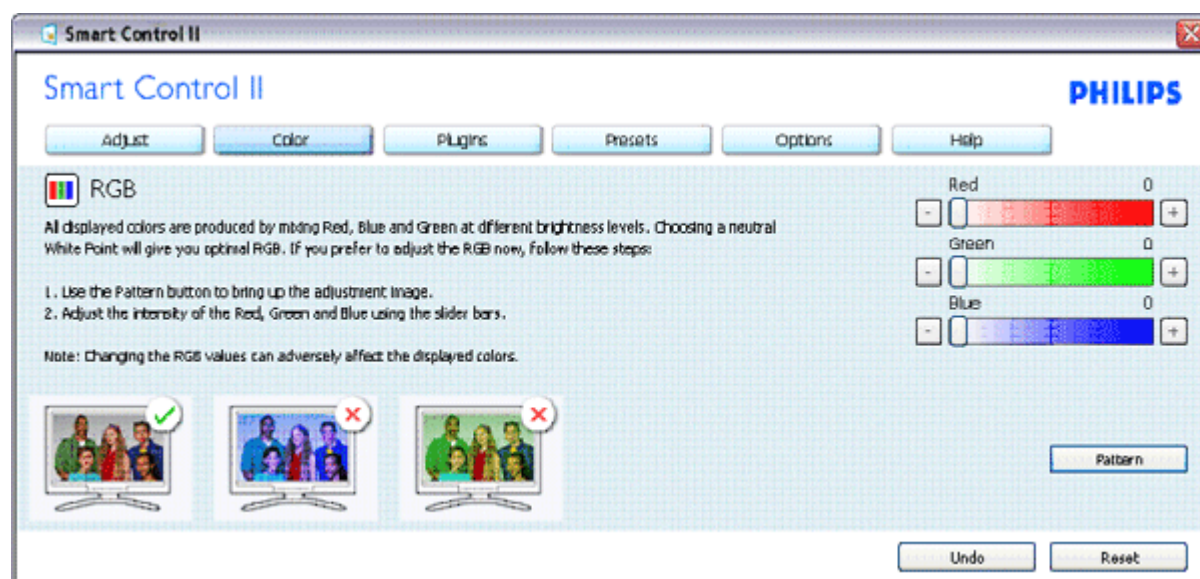 Smart Control II
Smart Control II
PHILIPS
Adjust Color Plugins Presets Options Help
RGB
All displayed colors are produced by mixing Red, Blue and Green at different brightness levels. Choosing a neutral
White Point will give you optimal RGB. If you prefer to adjust the RGB now, follow these steps:
1. Use the Pattern button to bring up the adjustment image.
2. Adjust the intensity of the Red, Green and Blue using the slider bars.
Note: Changing the RGB values can adversely affect the displayed colors.
Red 0
- +
Green 0
- +
Blue 0
- +
Pattern
Undo Reset